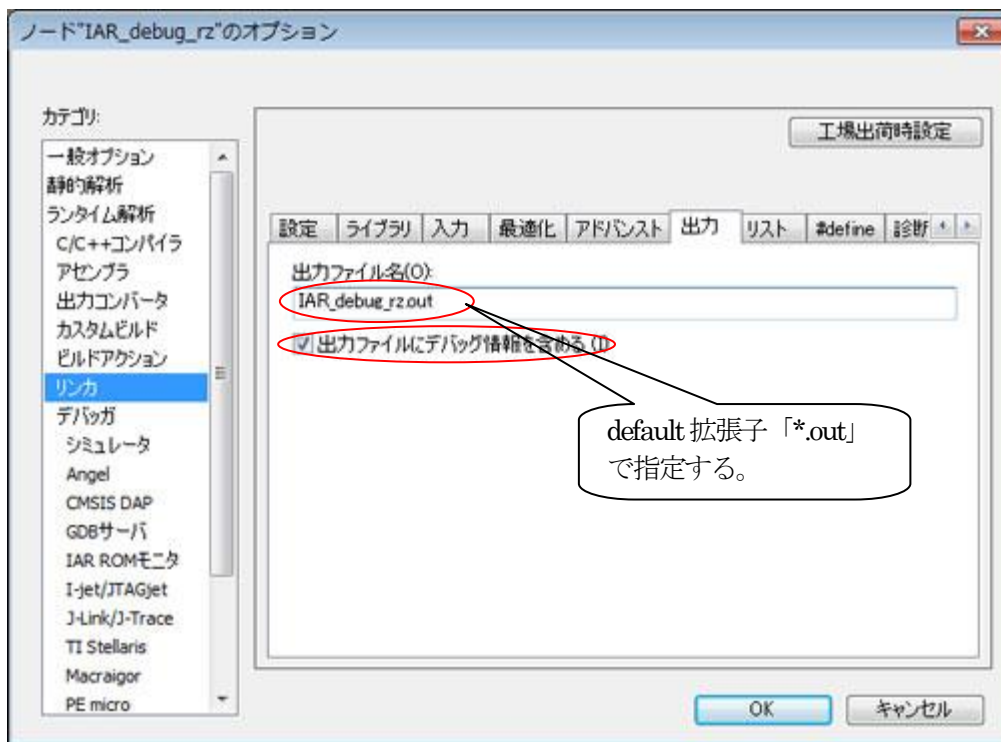 ノード"IAR_debug_rz"のオプション
カテゴリ:
一般オプション
静的解析
ランタイム解析
C/C++コンパイラ
アセンブラ
出力コンバータ
カスタムビルド
ビルドアクション
リンカ
デバッガ
シミュレータ
Angel
CMSIS DAP
GDBサーバ
IAR ROMモニタ
I-jet/JTAGjet
J-Link/J-Trace
TI Stellaris
Macraigor
PE micro
工場出荷時設定
設定 ライブラリ 入力 最適化 アドバンスト 出力 リスト #define 診断
出力ファイル名(O):
IAR_debug_rz.out
出力ファイルにデバッグ情報を含める(I)
default 拡張子「*.out」
で指定する。
OK キャンセル